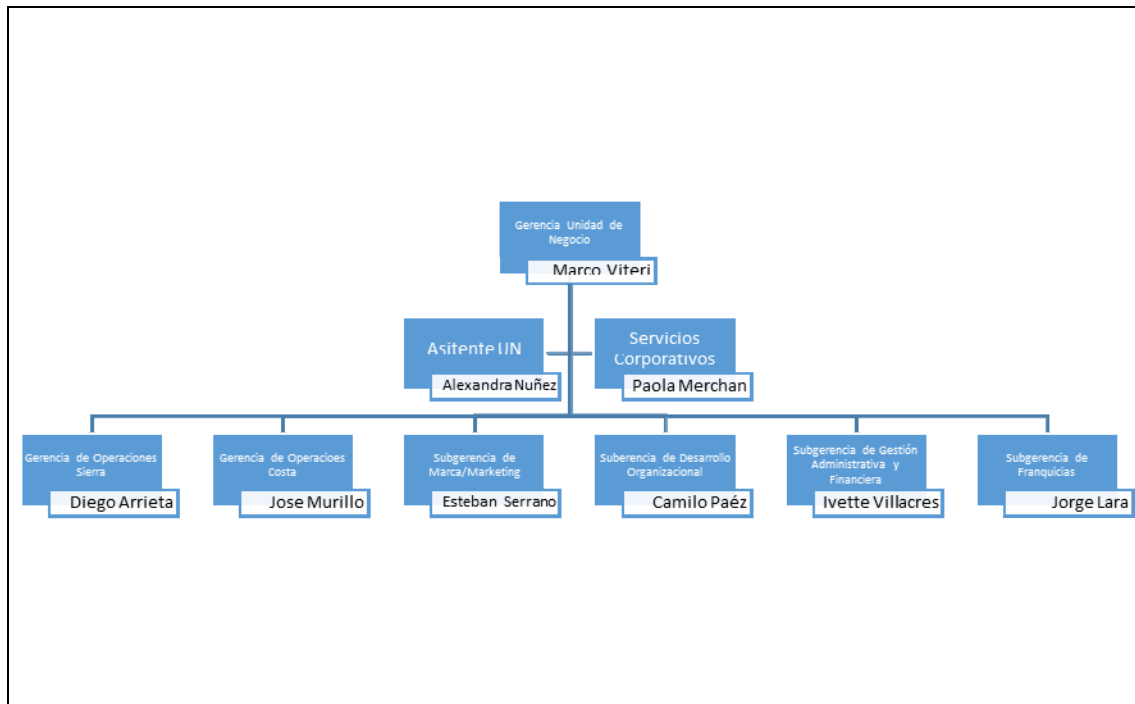 Gerencia Unidad de
Negocio
Marco Viteri
Asitente UN
Alexandra Nuñez
Servicios
Corporativos
Paola Merchan
Gerencia de Operaciones
Sierra
Diego Arrieta
Gerencia de Operacioes
Costa
Jose Murillo
Subgerencia de
Marca/Marketing
Esteban Serrano
Suberencia de Desarrollo
Organizacional
Camilo Paéz
Subgerencia de Gestión
Administrativa y
Financiera
Ivette Villacres
Subgerencia de
Franquicias
Jorge Lara